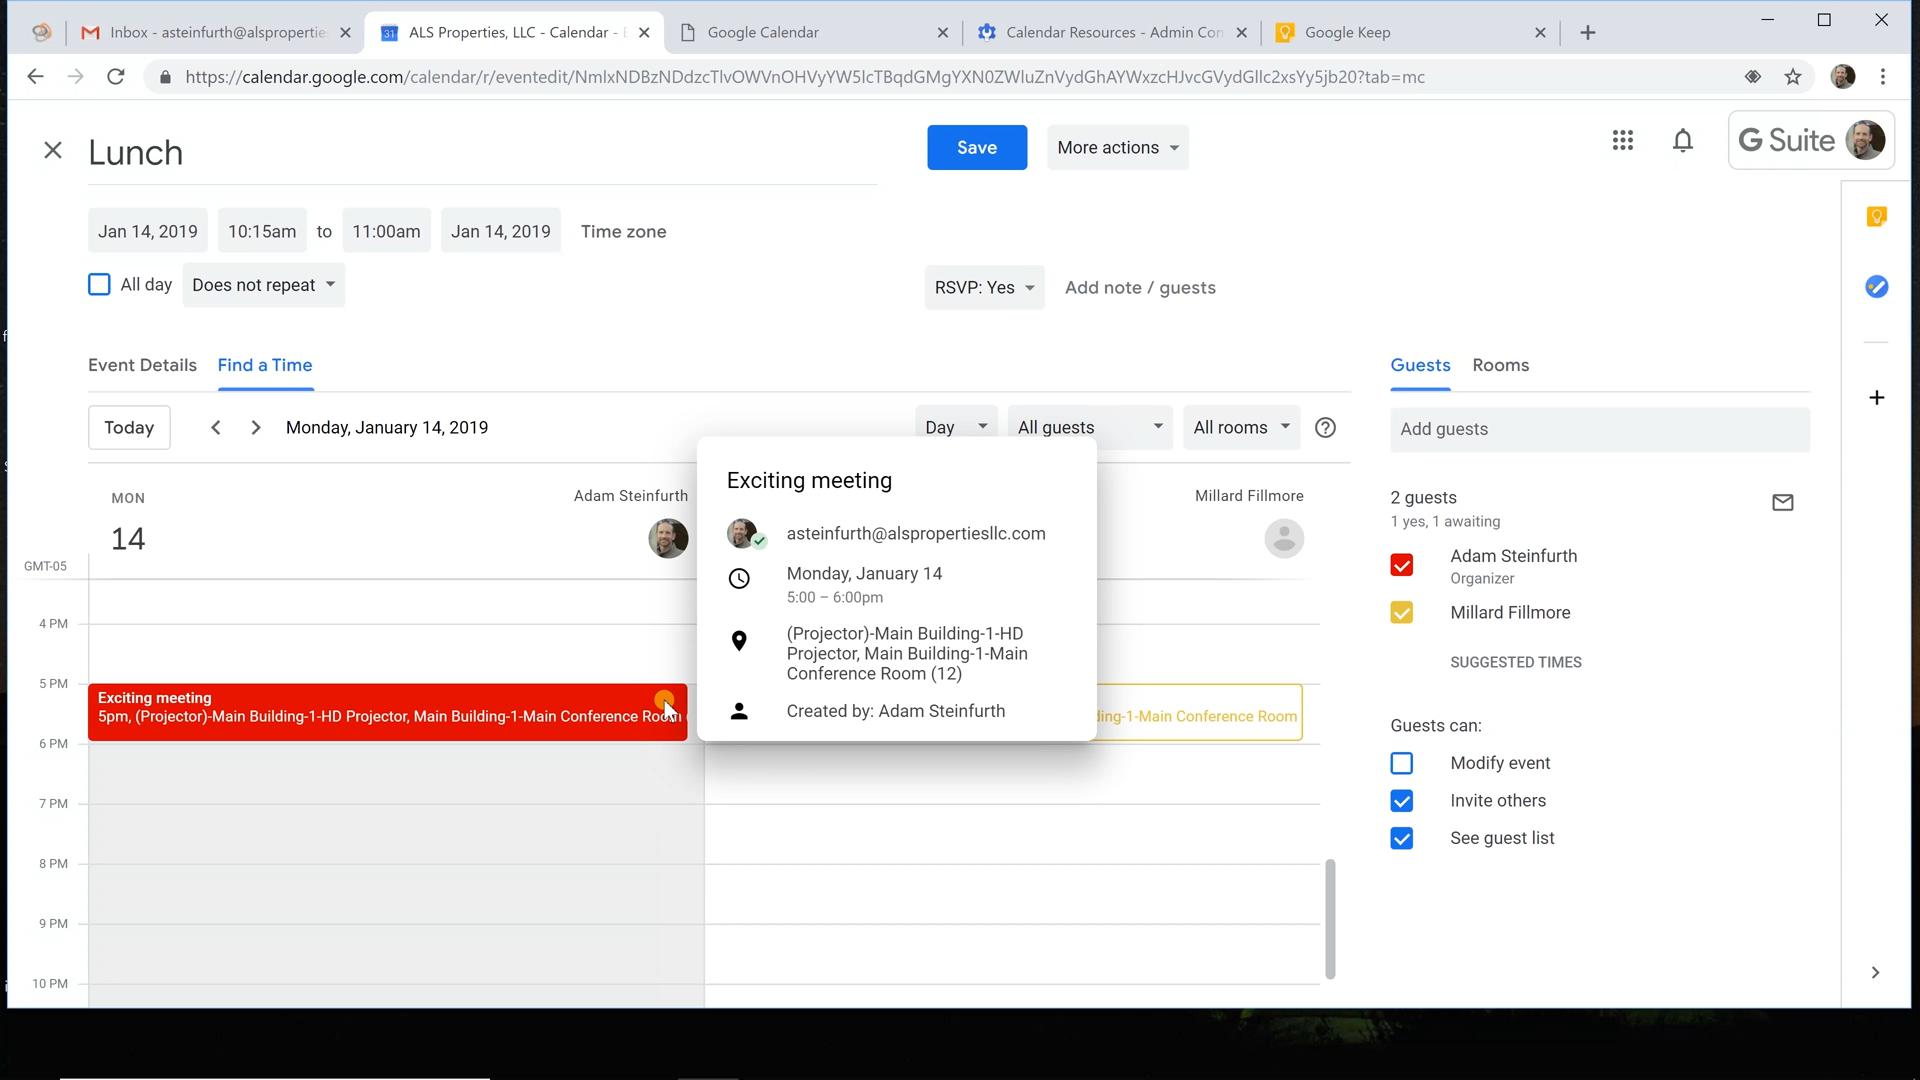 Inbox - asteinfurth@alspropertie
ALS Properties, LLC - Calendar - E
Google Calendar
Calendar Resources - Admin Con
Google Keep
https://calendar.google.com/calendar/r/eventedit/NmlxNDBzNDdzcTlvOWVnOHVyYW5lcTBqdGMgYXN0ZWluZnVydGhAYWxzcHJvcGVydGllc2xsYy5jb20?tab=mc
Lunch
Save
More actions
G Suite
Jan 14, 2019
10:15am
to
11:00am
Jan 14, 2019
Time zone
All day
Does not repeat
RSVP: Yes
Add note / guests
Event Details
Find a Time
Guests
Rooms
Today
Monday, January 14, 2019
Day
All guests
All rooms
Add guests
MON
14
Adam Steinfurth
Millard Fillmore
GMT-05
Exciting meeting
asteinfurth@alspropertiesllc.com
Monday, January 14
5:00 – 6:00pm
(Projector)-Main Building-1-HD
Projector, Main Building-1-Main
Conference Room (12)
Created by: Adam Steinfurth
4 PM
5 PM
6 PM
7 PM
8 PM
9 PM
10 PM
Exciting meeting
5pm, (Projector)-Main Building-1-HD Projector, Main Building-1-Main Conference Room
ding-1-Main Conference Room
2 guests
1 yes, 1 awaiting
Adam Steinfurth
Organizer
Millard Fillmore
SUGGESTED TIMES
Guests can:
Modify event
Invite others
See guest list